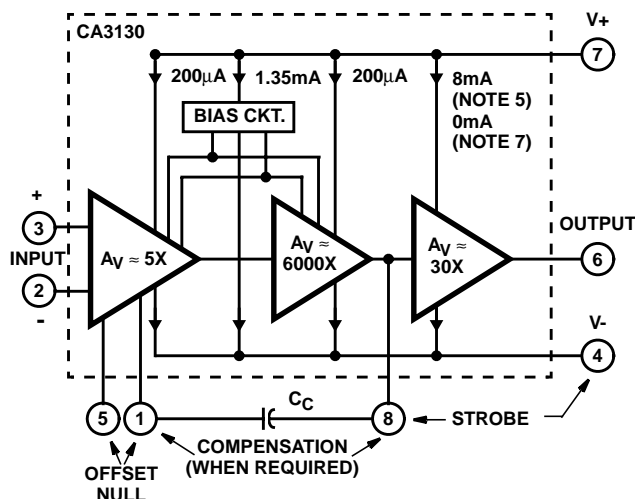 CA3130
V+
7
200µA
1.35mA
200µA
8mA
(NOTE 5)
0mA
(NOTE 7)
BIAS CKT.
+
3
INPUT
2
-
AV ≈ 5X
AV ≈
6000X
AV ≈
30X
OUTPUT
6
V-
4
5
1
CC
8
STROBE
COMPENSATION
(WHEN REQUIRED)
OFFSET
NULL